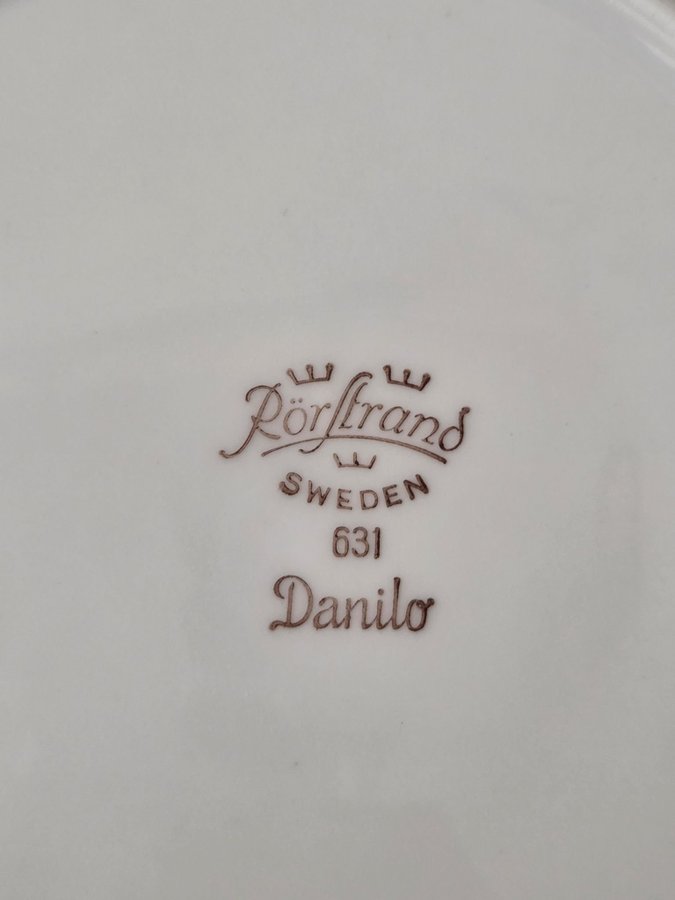 Rörstrand
SWEDEN
631
Danilo